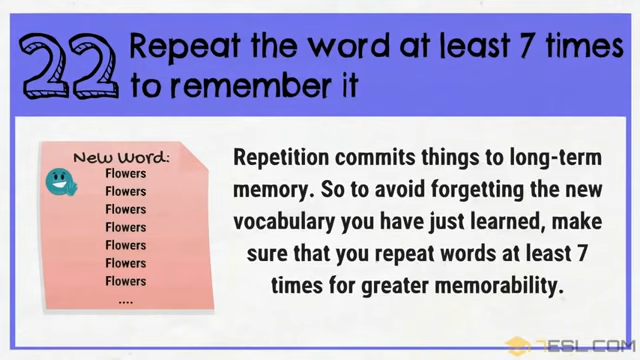 22
Repeat the word at least 7 times
to remember it
New Word:
Flowers
Flowers
Flowers
Flowers
Flowers
Flowers
Flowers
....
Repetition commits things to long-term
memory. So to avoid forgetting the new
vocabulary you have just learned, make
sure that you repeat words at least 7
times for greater memorability.
7ESL.COM